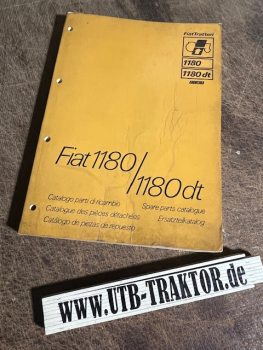 FiatTrattori
1180
1180 dt
Fiat 1180/1180 dt
Catalogo parti di ricambio
Catalogue des pièces détachées
Catálogo de piezas de repuesto
Spare parts catalogue
Ersatzteilkatalog
WWW.UTB-TRAKTOR.de